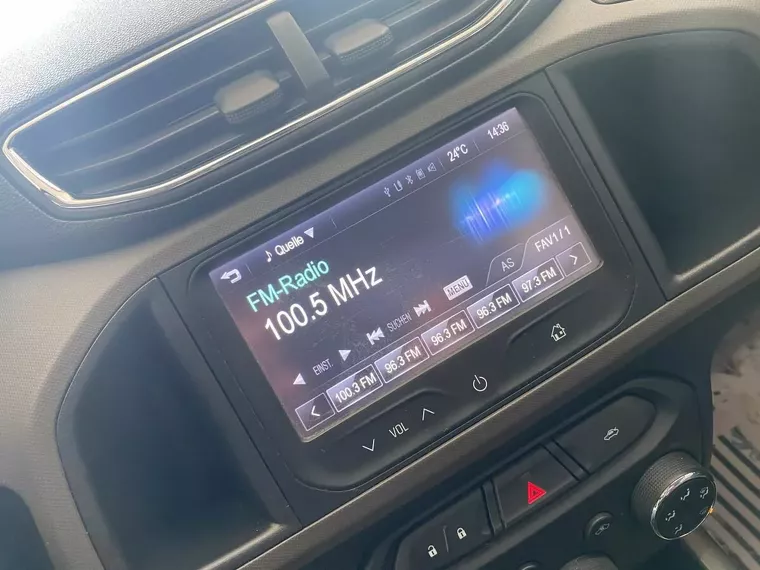 24°C 14:36
Quelle
FM-Radio
100.5 MHz
EINST. SUCHEN MENÜ AS FAV1 / 1
100.3 FM 96.3 FM 96.3 FM 96.3 FM 97.3 FM
VOL